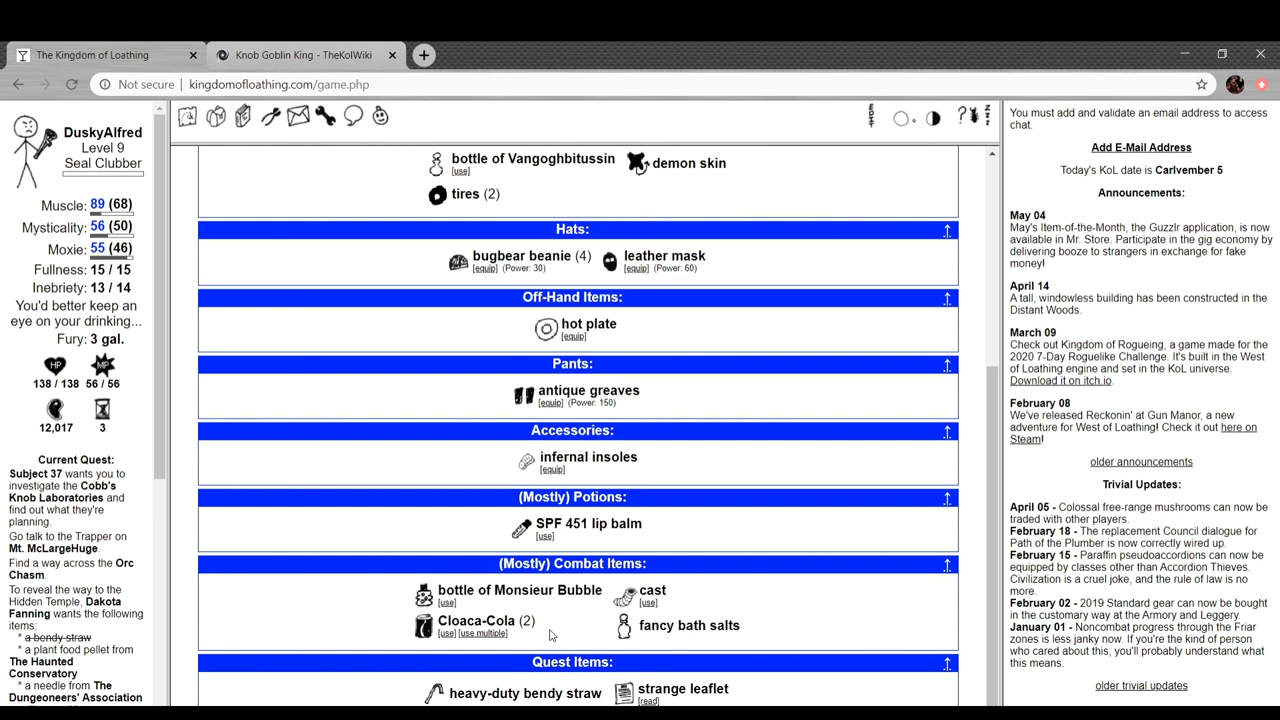 The Kingdom of Loathing
Knob Goblin King - TheKolWiki
Not secure | kingdomofloathing.com/game.php
DuskyAlfred
Level 9
Seal Clubber
Muscle: 89 (68)
Mysticality: 56 (50)
Moxie: 55 (46)
Fullness: 15 / 15
Inebriety: 13 / 14
You'd better keep an
eye on your drinking...
Fury: 3 gal.
HP MP
138 / 138 56 / 56
12,017 3
Current Quest:
Subject 37 wants you to
investigate the Cobb's
Knob Laboratories and
find out what they're
planning.
Go talk to the Trapper on
Mt. McLargeHuge.
Find a way across the Orc
Chasm.
To reveal the way to the
Hidden Temple, Dakota
Fanning wants the following
items:
* a bendy straw
* a plant food pellet from
The Haunted
Conservatory
* a needle from The
Dungeoneers' Association
bottle of Vangoghbitussin
[use]
demon skin
tires (2)
Hats:
bugbear beanie (4)
[equip] (Power: 30)
leather mask
[equip] (Power: 60)
Off-Hand Items:
hot plate
[equip]
Pants:
antique greaves
[equip] (Power: 150)
Accessories:
infernal insoles
[equip]
(Mostly) Potions:
SPF 451 lip balm
[use]
(Mostly) Combat Items:
bottle of Monsieur Bubble
[use]
cast
[use]
Cloaca-Cola (2)
[use] [use multiple]
fancy bath salts
Quest Items:
heavy-duty bendy straw
strange leaflet
[read]
You must add and validate an email address to access
chat.
Add E-Mail Address
Today's KoL date is Carlvember 5
Announcements:
May 04
May's Item-of-the-Month, the Guzzlr application, is now
available in Mr. Store. Participate in the gig economy by
delivering booze to strangers in exchange for fake
money!
April 14
A tall, windowless building has been constructed in the
Distant Woods.
March 09
Check out Kingdom of Rogueing, a game made for the
2020 7-Day Roguelike Challenge. It's built in the West
of Loathing engine and set in the KoL universe.
Download it on itch.io.
February 08
We've released Reckonin' at Gun Manor, a new
adventure for West of Loathing! Check it out here on
Steam!
older announcements
Trivial Updates:
April 05 - Colossal free-range mushrooms can now be
traded with other players.
February 18 - The replacement Council dialogue for
Path of the Plumber is now correctly wired up.
February 15 - Paraffin pseudoaccordions can now be
equipped by classes other than Accordion Thieves.
Civilization is a cruel joke, and the rule of law is no
more.
February 02 - 2019 Standard gear can now be bought
in the customary way at the Armory and Leggery.
January 01 - Noncombat progress through the Friar
zones is less janky now. If you're the kind of person
who cared about this, you'll probably understand what
this means.
older trivial updates